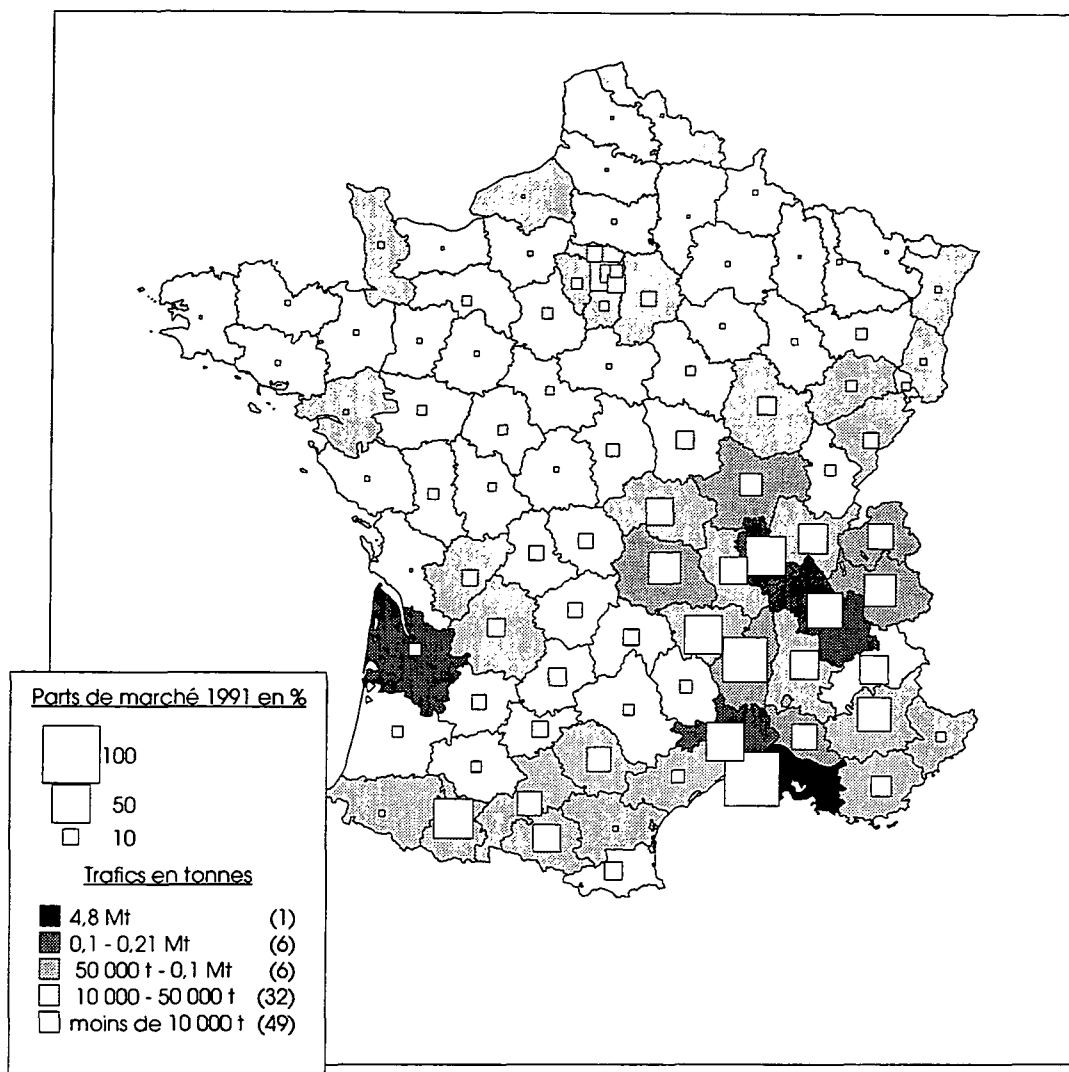 Parts de marché 1991 en %
100
50
10
Trafics en tonnes
4,8 Mt (1)
0,1 - 0,21 Mt (6)
50 000 t - 0,1 Mt (6)
10 000 - 50 000 t (32)
moins de 10 000 t (49)